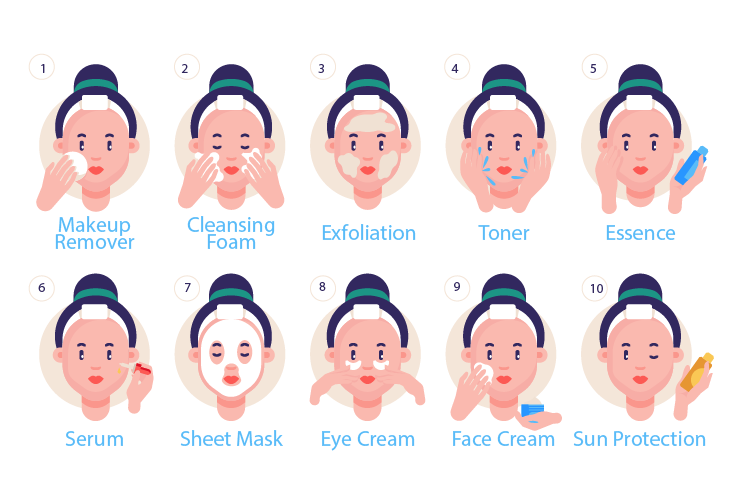 1
2
3
4
5
Makeup
Remover
Cleansing
Foam
Exfoliation
Toner
Essence
6
7
8
9
10
Serum
Sheet Mask
Eye Cream
Face Cream
Sun Protection